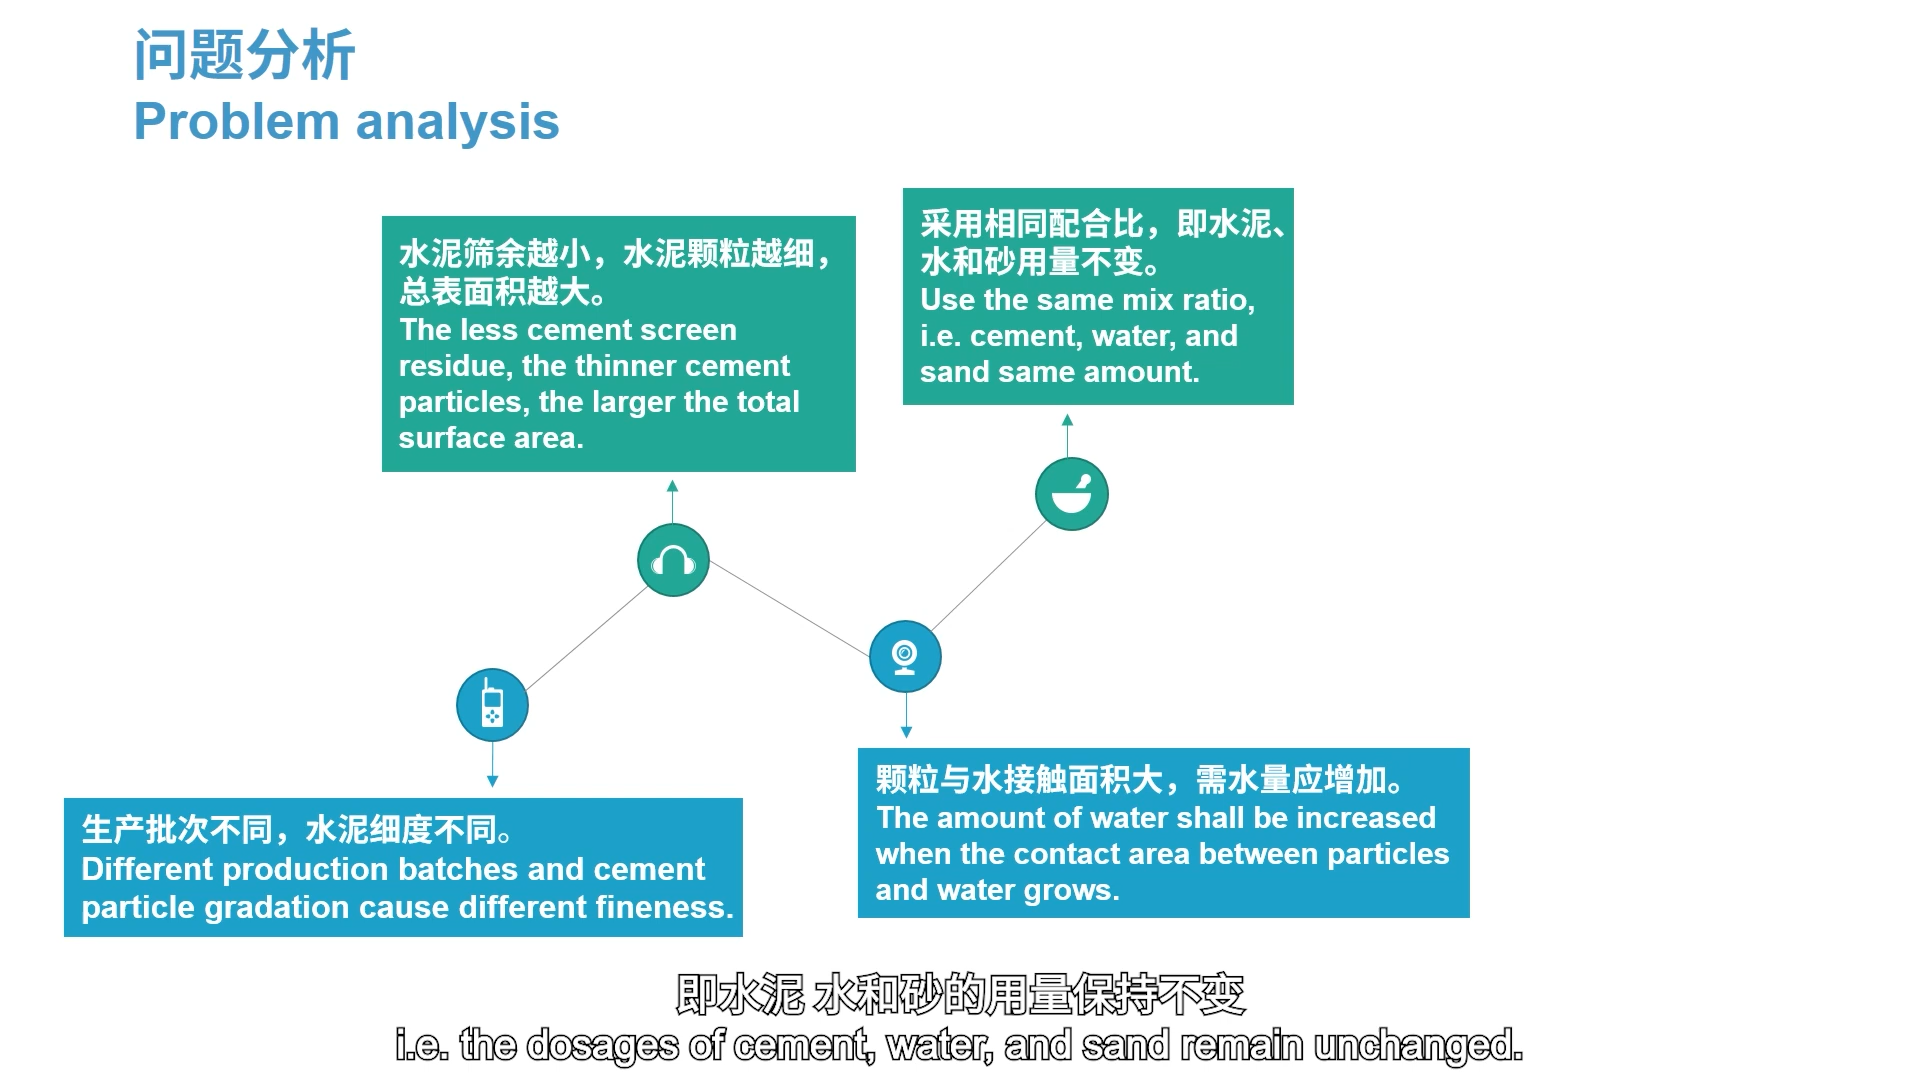 问题分析
Problem analysis
水泥筛余越小，水泥颗粒越细，
总表面积越大。
The less cement screen
residue, the thinner cement
particles, the larger the total
surface area.
采用相同配合比，即水泥、
水和砂用量不变。
Use the same mix ratio,
i.e. cement, water, and
sand same amount.
生产批次不同，水泥细度不同。
Different production batches and cement
particle gradation cause different fineness.
颗粒与水接触面积大，需水量应增加。
The amount of water shall be increased
when the contact area between particles
and water grows.
即水泥 水和砂的用量保持不变
i.e. the dosages of cement, water, and sand remain unchanged.